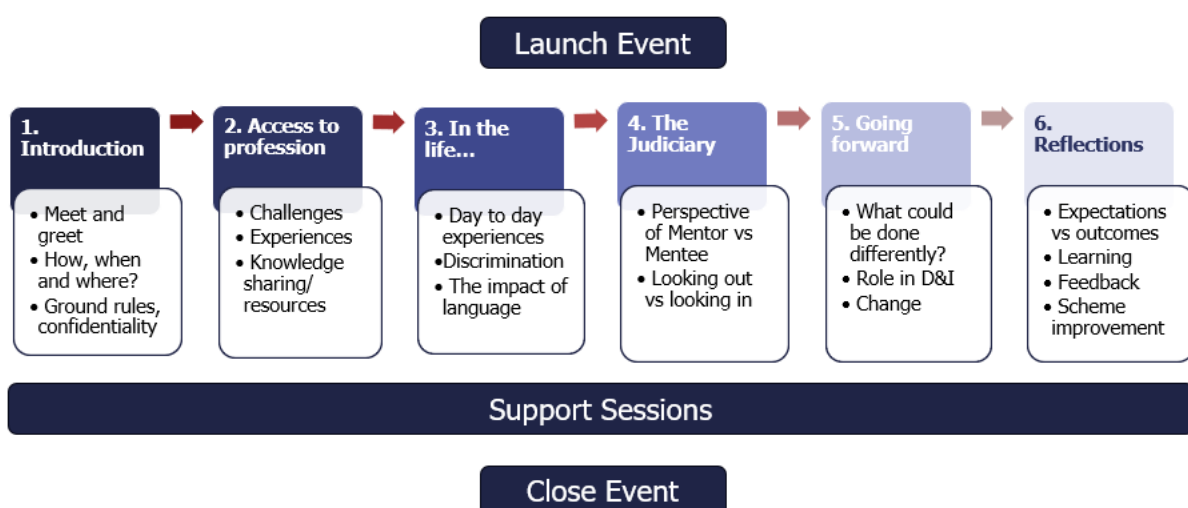 Launch Event
1.
Introduction
• Meet and
greet
• How, when
and where?
• Ground rules,
confidentiality
2. Access to
profession
• Challenges
• Experiences
• Knowledge
sharing/
resources
3. In the
life...
• Day to day
experiences
•Discrimination
• The impact of
language
4. The
Judiciary
• Perspective
of Mentor vs
Mentee
• Looking out
vs looking in
5. Going
forward
• What could
be done
differently?
• Role in D&I
• Change
6.
Reflections
• Expectations
vs outcomes
• Learning
• Feedback
• Scheme
improvement
Support Sessions
Close Event